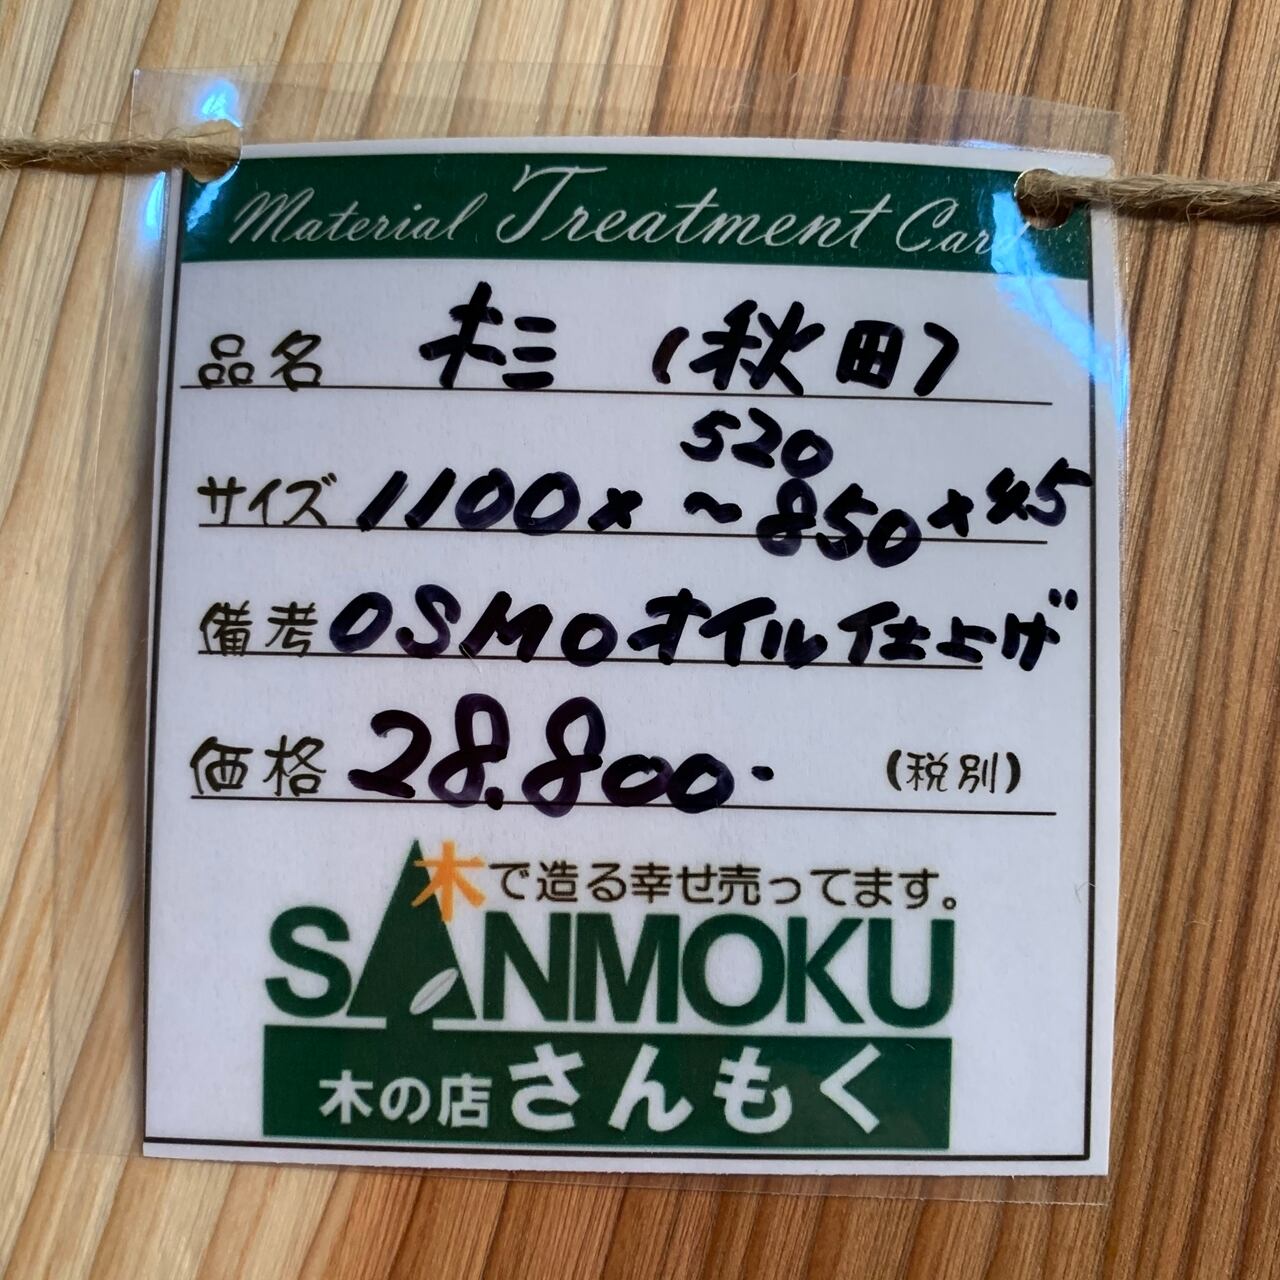 Material Treatment Card
品名 杉 (秋田)
サイズ 1100× 520～850×45
備考 OSMOオイル仕上げ
価格 28.800- (税別)
木で造る幸せ売ってます。
SANMOKU
木の店 さんもく